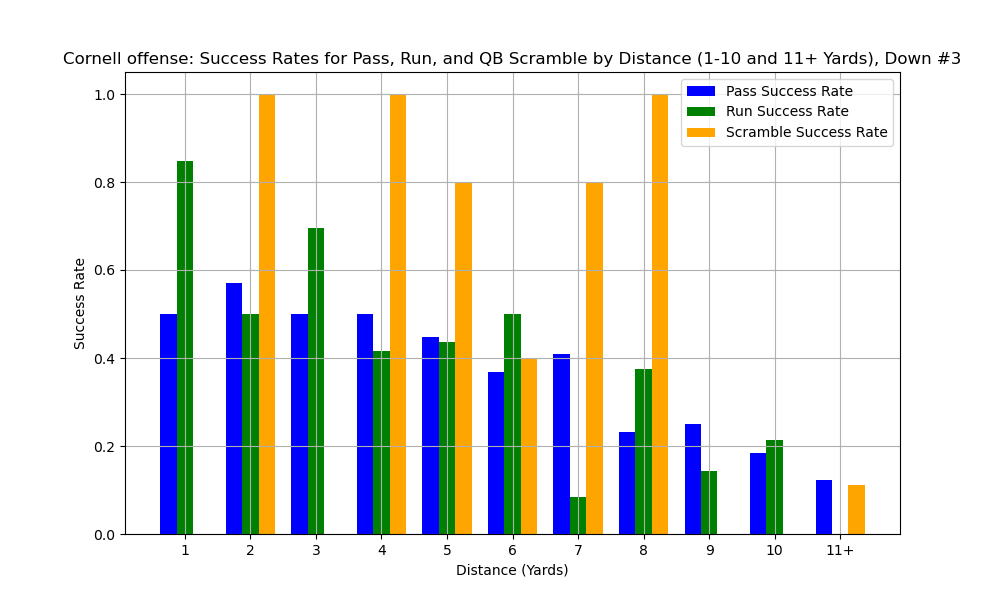 Cornell offense: Success Rates for Pass, Run, and QB Scramble by Distance (1-10 and 11+ Yards), Down #3
Pass Success Rate
Run Success Rate
Scramble Success Rate
1.0
0.8
0.6
0.4
0.2
0.0
Success Rate
1 2 3 4 5 6 7 8 9 10 11+
Distance (Yards)